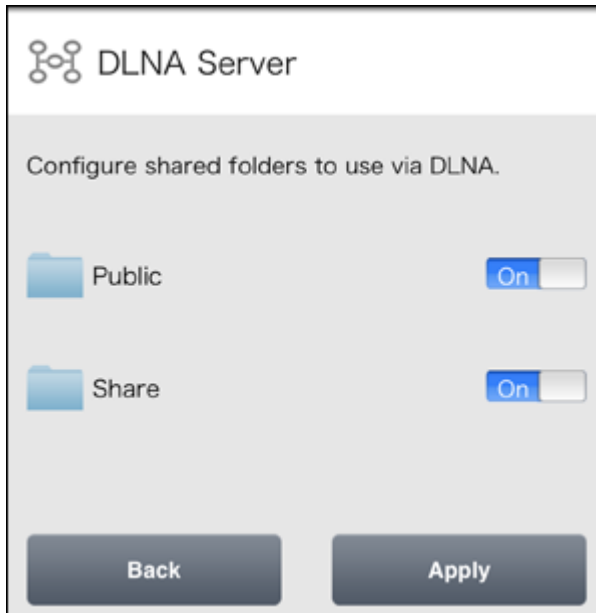 DLNA Server
Configure shared folders to use via DLNA.
Public On
Share On
Back Apply